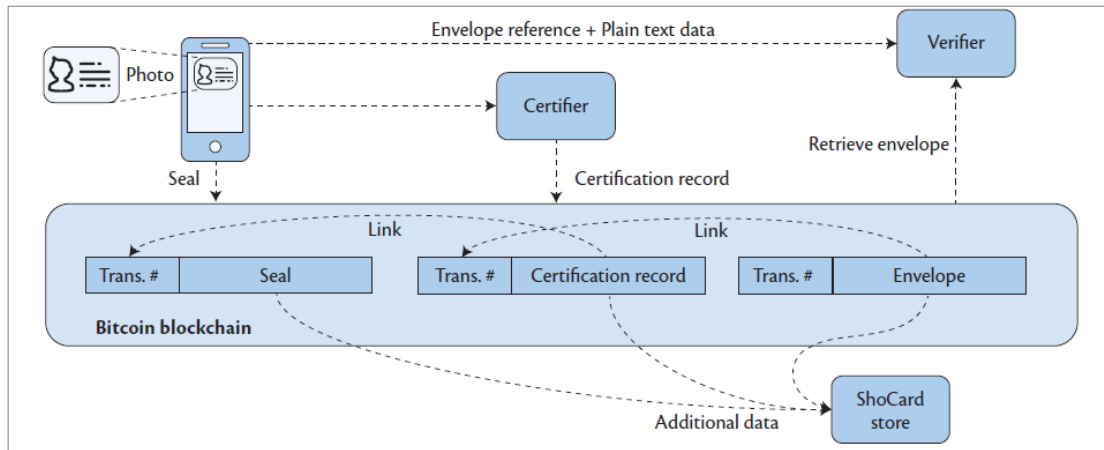 Envelope reference + Plain text data
Verifier
Photo
Certifier
Retrieve envelope
Seal
Certification record
Link
Link
Trans. #
Seal
Trans. #
Certification record
Trans. #
Envelope
Bitcoin blockchain
ShoCard
store
Additional data